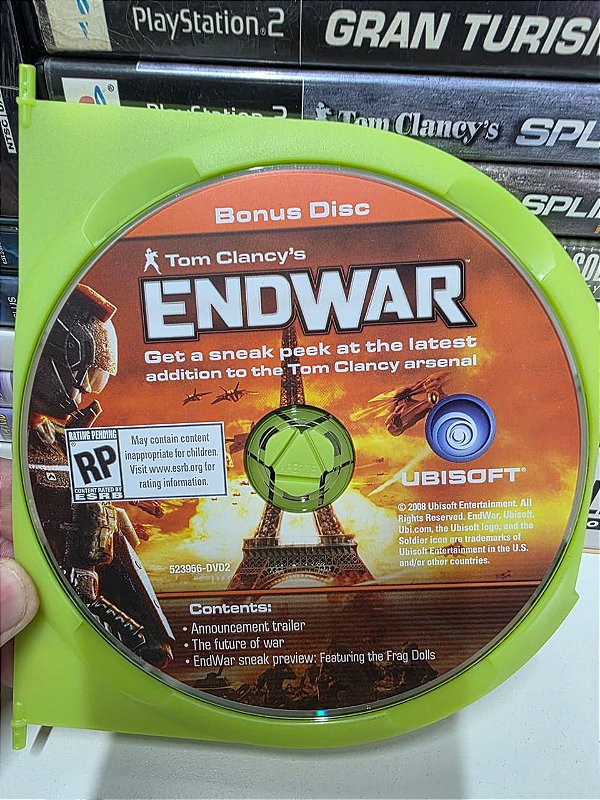 PlayStation 2
GRAN TURIS
PlayStation 2
Tom Clancy's SPL
SPLI
NTSC
Bonus Disc
Tom Clancy's
ENDWAR
Get a sneak peek at the latest
addition to the Tom Clancy arsenal
RATING PENDING
RP
CONTENT RATED BY
ESRB
May contain content
inappropriate for children.
Visit www.esrb.org for
rating information.
UBISOFT®
© 2008 Ubisoft Entertainment. All
Rights Reserved. EndWar, Ubisoft,
Ubi.com, the Ubisoft logo, and the
Soldier icon are trademarks of
Ubisoft Entertainment in the U.S.
and/or other countries.
523956-DVD2
Contents:
• Announcement trailer
• The future of war
• EndWar sneak preview: Featuring the Frag Dolls